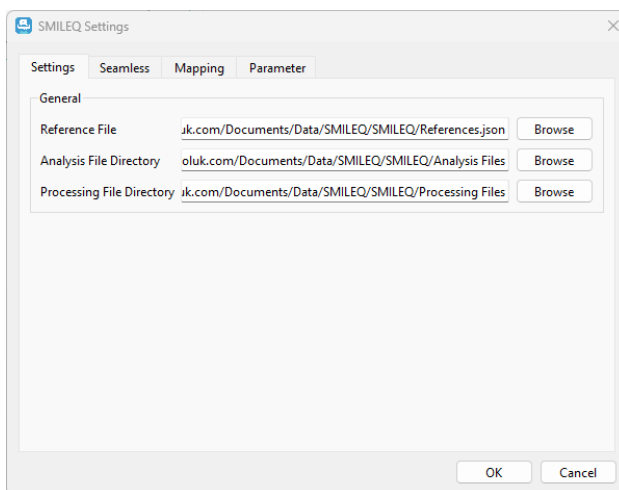 SMILEQ Settings
Settings Seamless Mapping Parameter
General
Reference File uk.com/Documents/Data/SMILEQ/SMILEQ/References.json Browse
Analysis File Directory oluk.com/Documents/Data/SMILEQ/SMILEQ/Analysis Files Browse
Processing File Directory uk.com/Documents/Data/SMILEQ/SMILEQ/Processing Files Browse
OK Cancel